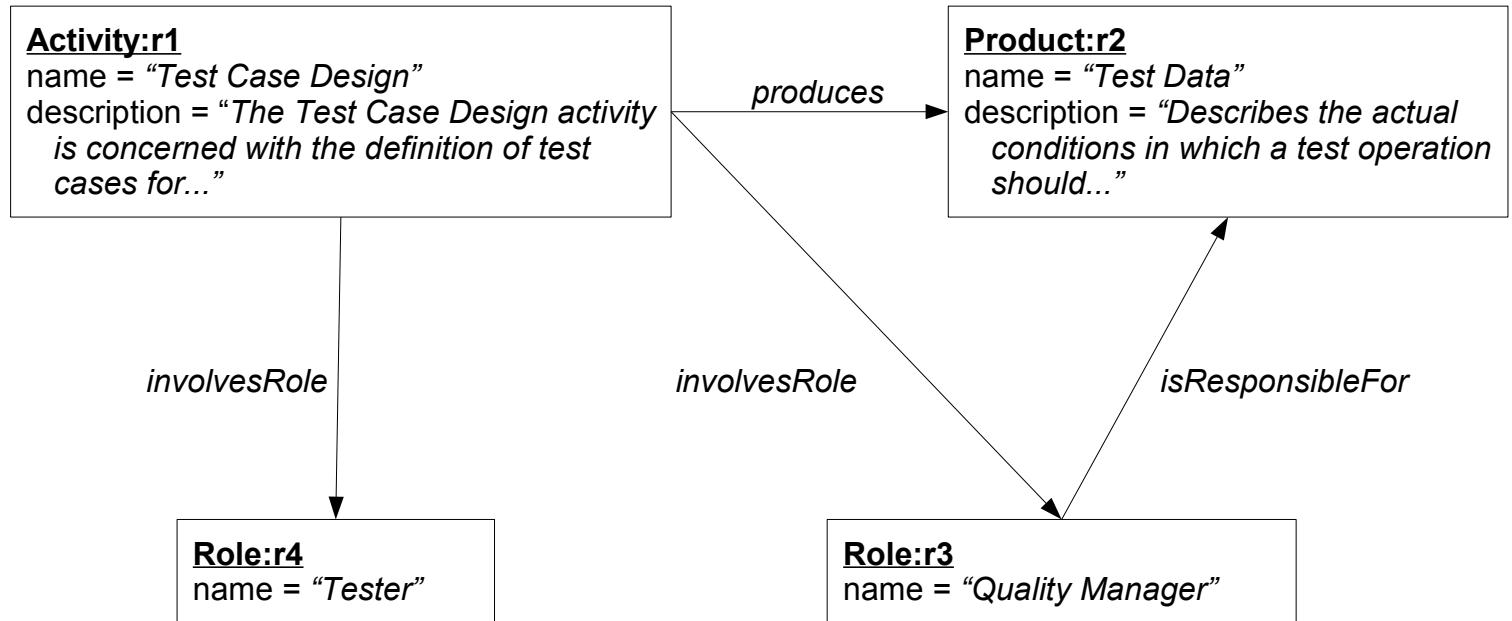 Activity:r1
name = “Test Case Design”
description = “The Test Case Design activity
is concerned with the definition of test
cases for...”
produces
Product:r2
name = “Test Data”
description = “Describes the actual
conditions in which a test operation
should...”
involvesRole
involvesRole
isResponsibleFor
Role:r4
name = “Tester”
Role:r3
name = “Quality Manager”